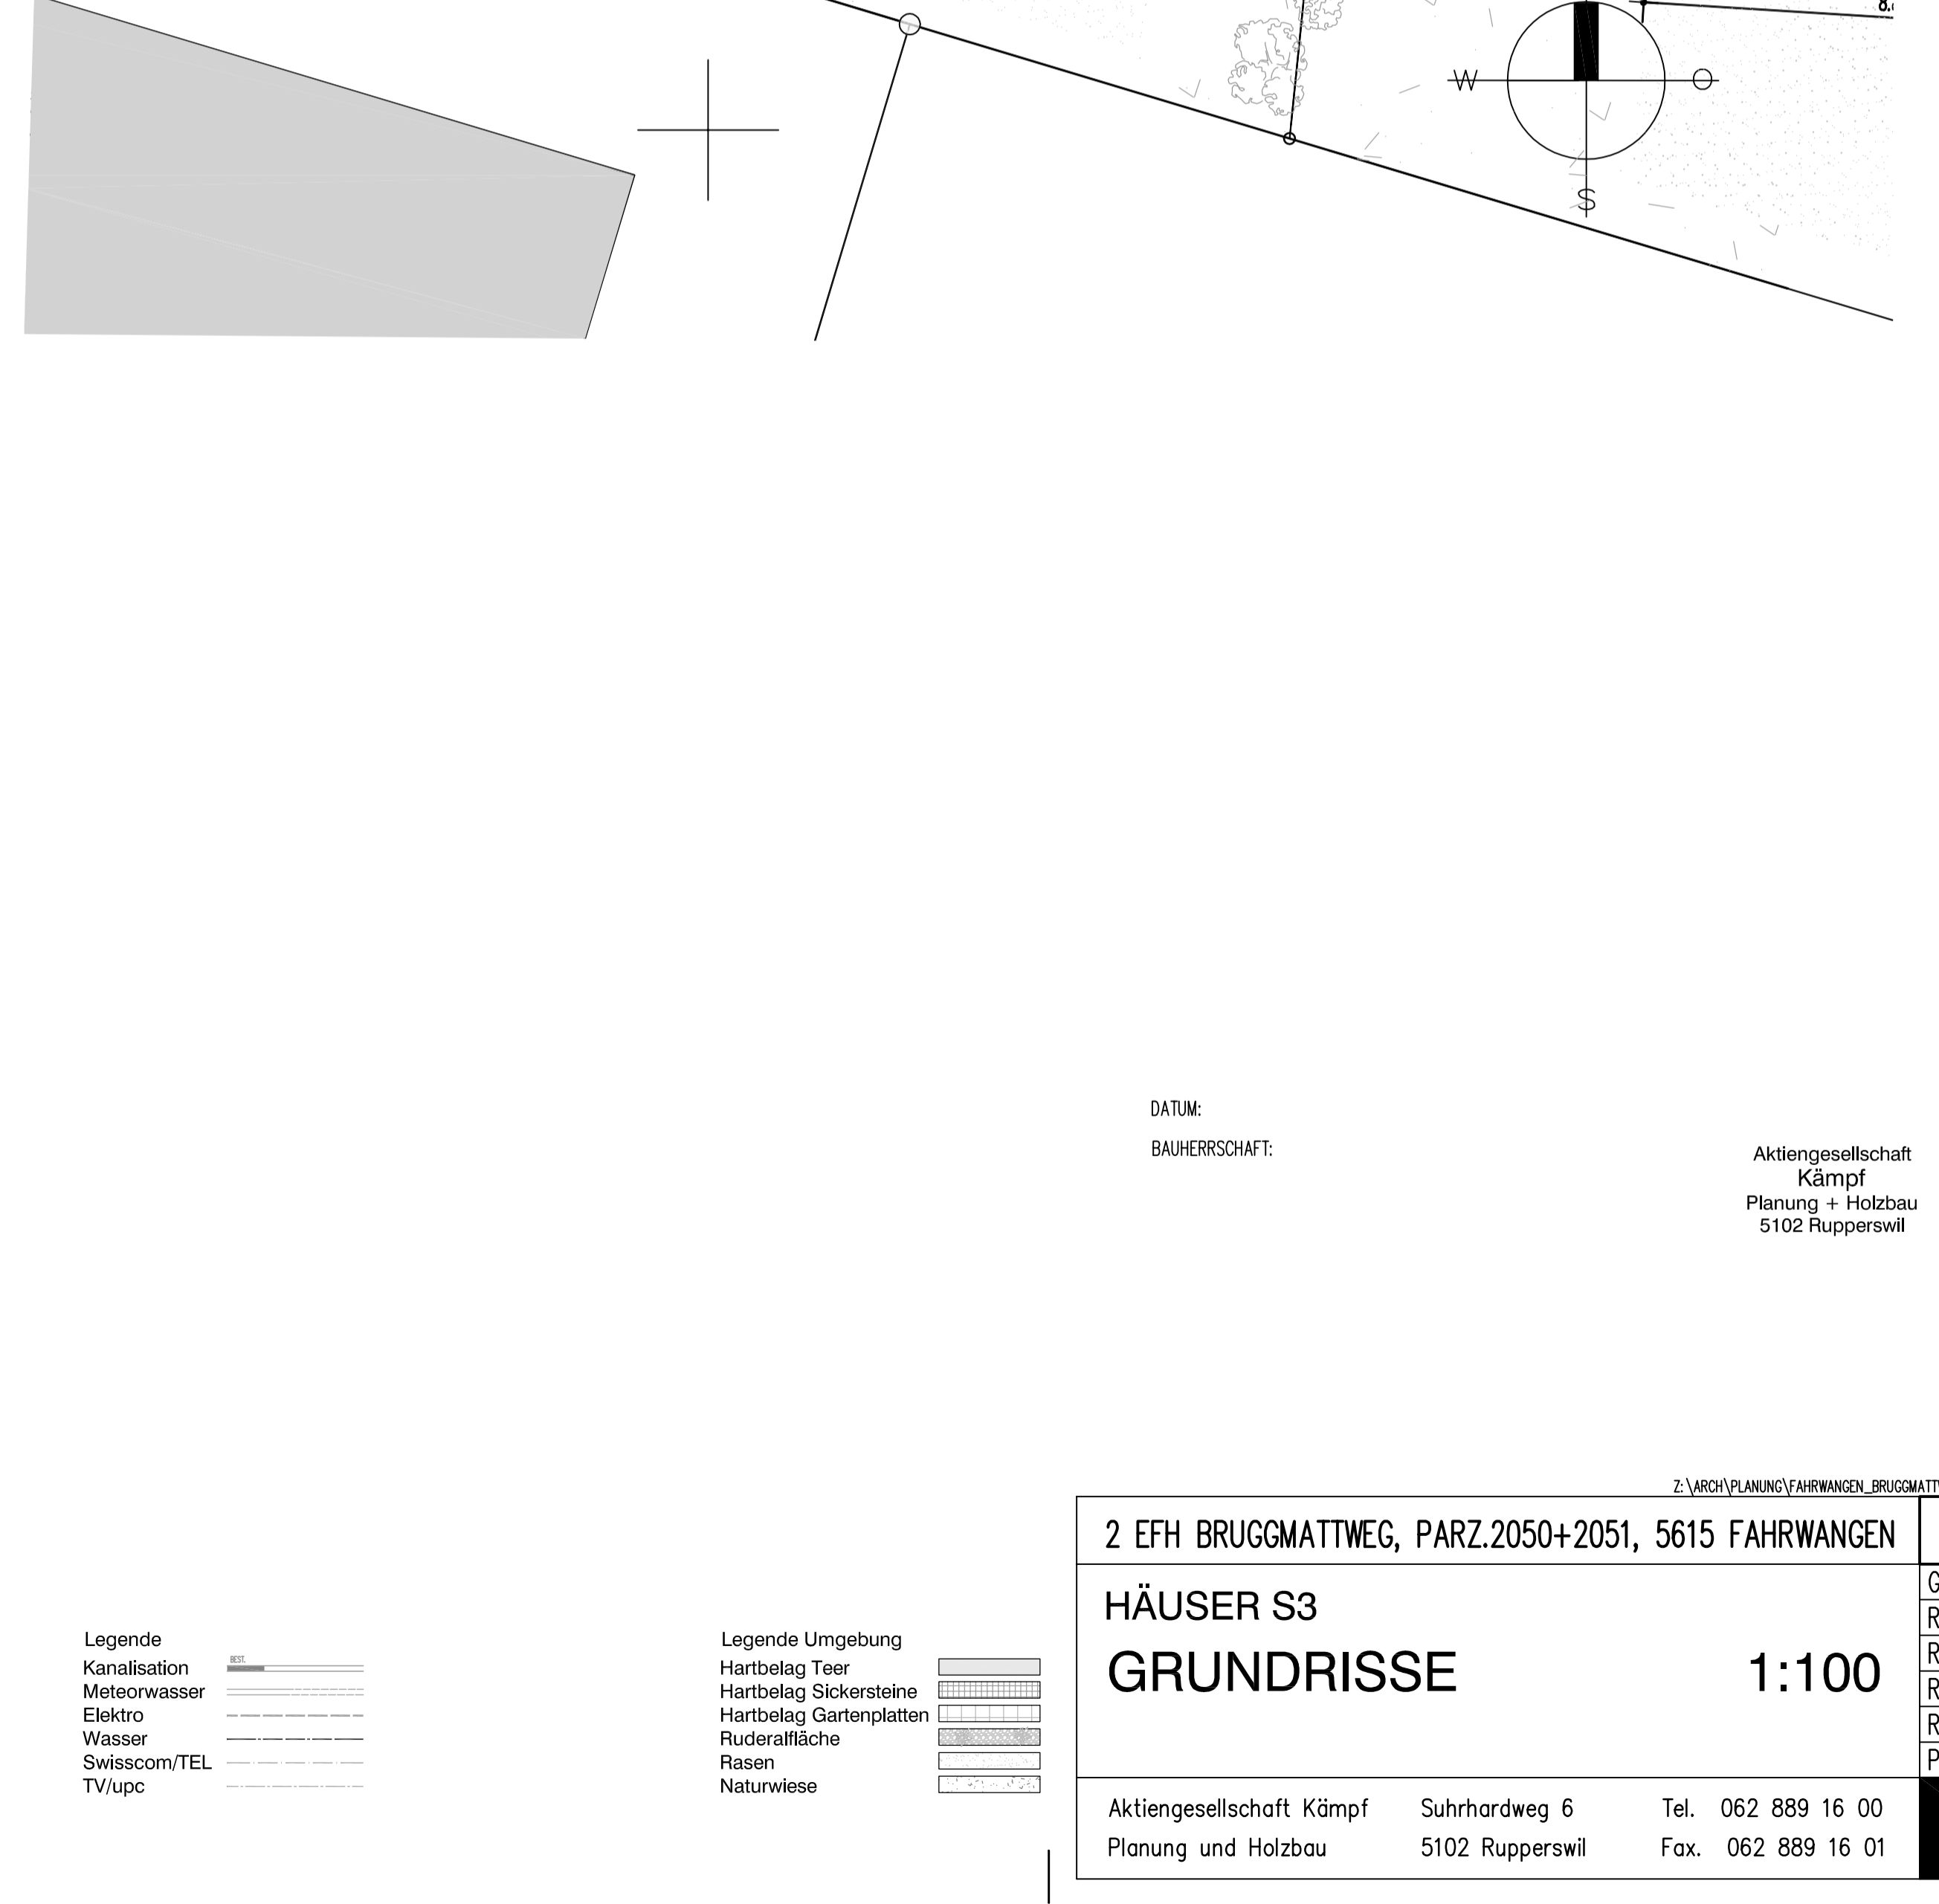 W
O
S
DATUM:
BAUHERRSCHAFT:
Aktiengesellschaft
Kämpf
Planung + Holzbau
5102 Rupperswil
Z:\ARCH\PLANUNG\FAHRWANGEN_BRUGGMATT
2 EFH BRUGGMATTWEG, PARZ.2050+2051, 5615 FAHRWANGEN
HÄUSER S3
GRUNDRISSE 1:100
G
R
R
R
R
P
Legende
Kanalisation BEST.
Meteorwasser
Elektro
Wasser
Swisscom/TEL
TV/upc
Legende Umgebung
Hartbelag Teer
Hartbelag Sickersteine
Hartbelag Gartenplatten
Ruderalfläche
Rasen
Naturwiese
Aktiengesellschaft Kämpf Suhrhardweg 6 Tel. 062 889 16 00
Planung und Holzbau 5102 Rupperswil Fax. 062 889 16 01